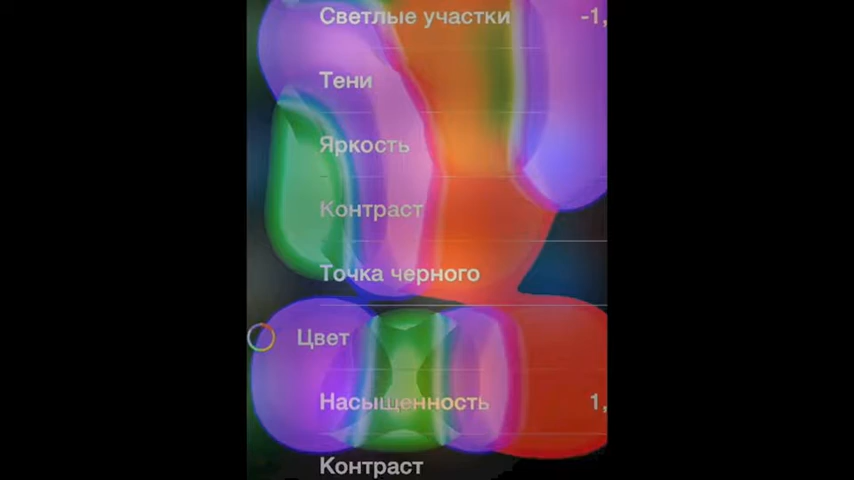 Светлые участки -1,
Тени
Яркость
Контраст
Точка черного
Цвет
Насыщенность 1,
Контраст